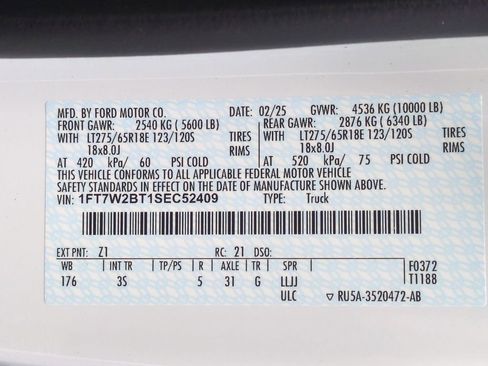 MFD. BY FORD MOTOR CO. DATE: 02/25 GVWR: 4536 KG (10000 LB)
FRONT GAWR: 2540 KG ( 5600 LB) REAR GAWR: 2876 KG ( 6340 LB)
WITH LT275/65R18E 123/120S TIRES WITH LT275/65R18E 123/120S TIRES
18x8.0J RIMS 18x8.0J RIMS
AT 420 kPa/ 60 PSI COLD AT 520 kPa/ 75 PSI COLD
THIS VEHICLE CONFORMS TO ALL APPLICABLE FEDERAL MOTOR VEHICLE
SAFETY STANDARDS IN EFFECT ON THE DATE OF MANUFACTURE SHOWN ABOVE.
VIN: 1FT7W2BT1SEC52409 TYPE: Truck
EXT PNT: Z1 RC: 21 DSO:
WB INT TR TP/PS R AXLE TR SPR F0372
176 3S 5 31 G LLJJ T1188
ULC ▽ RU5A-3520472-AB